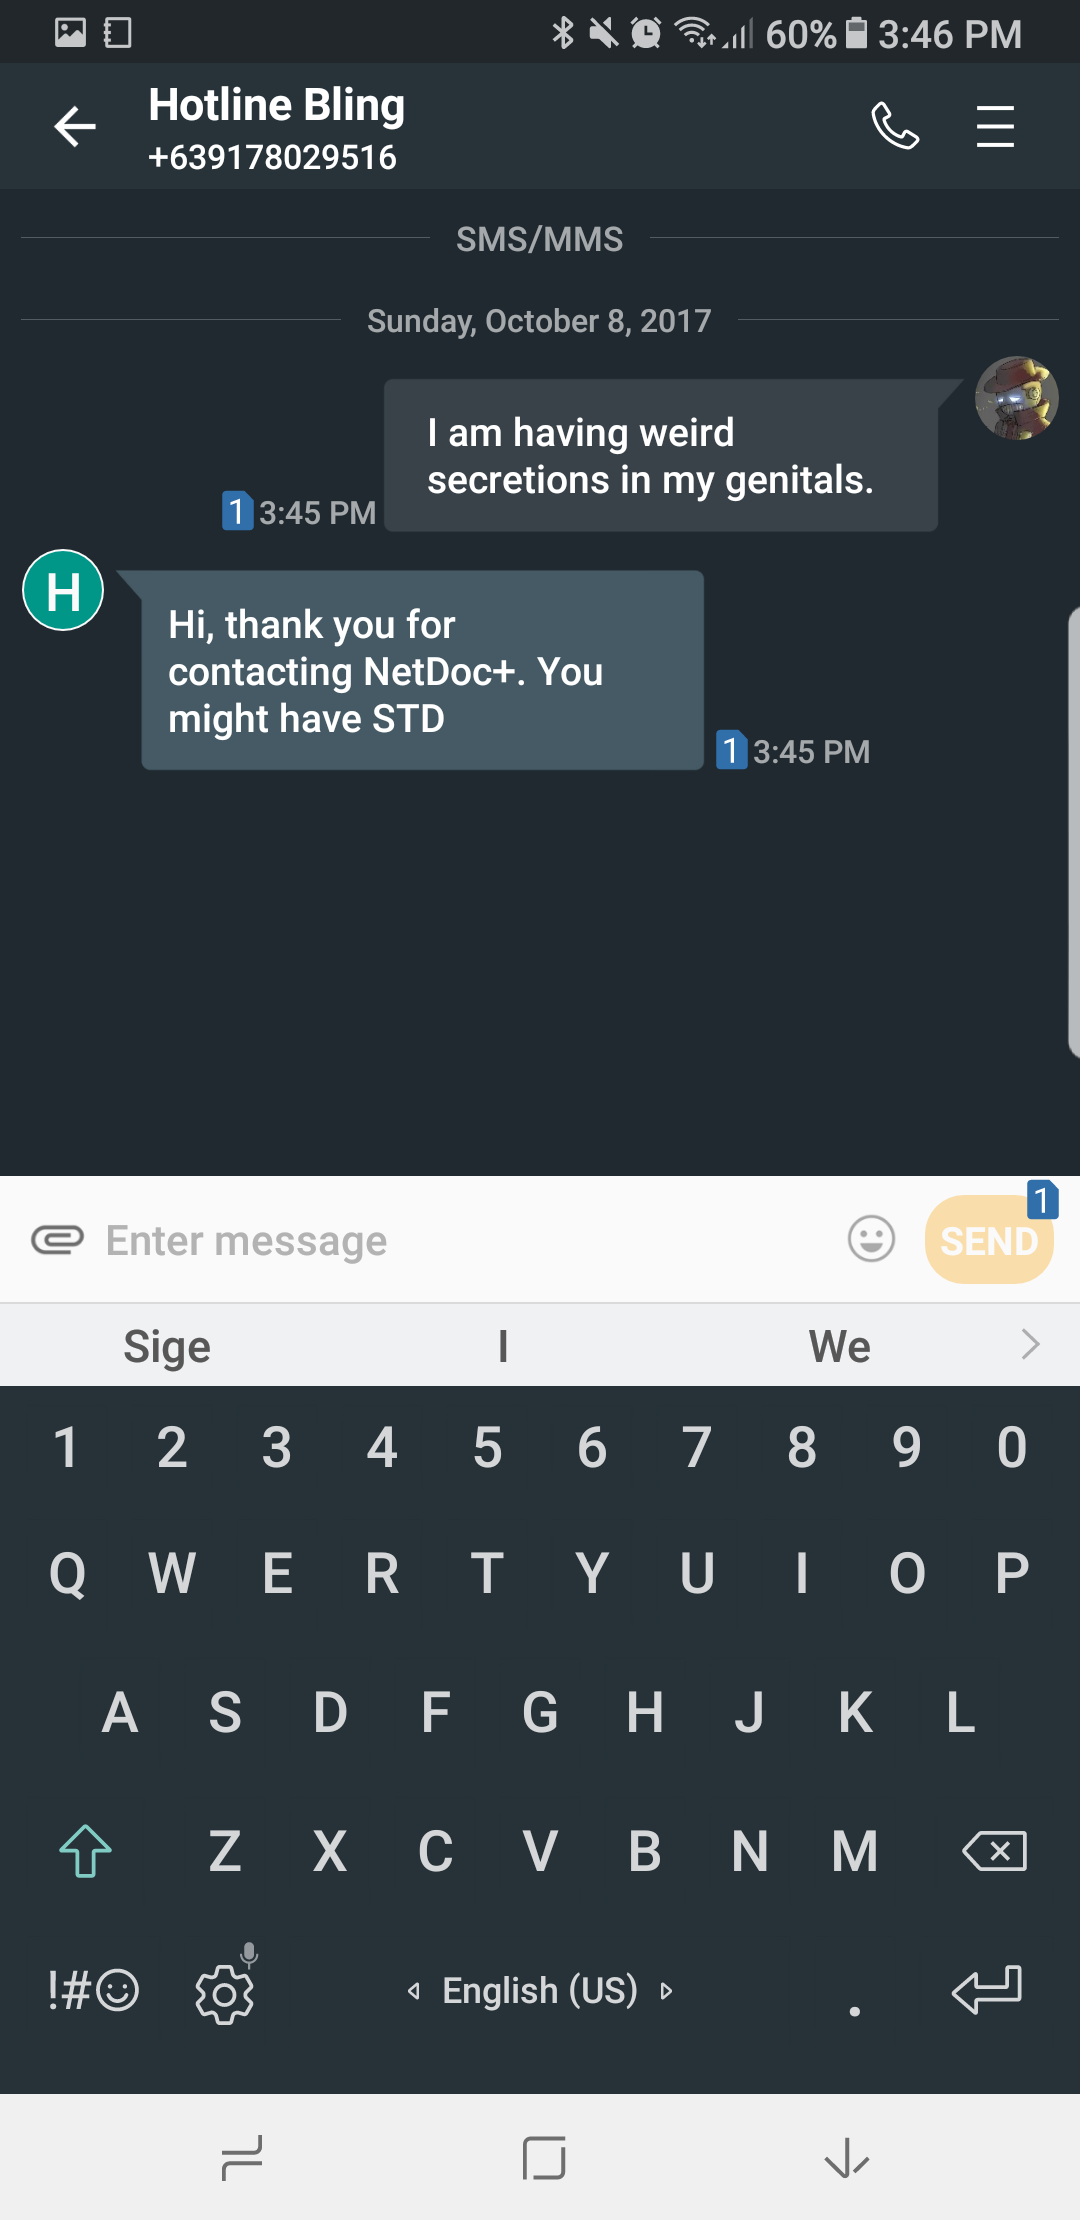 60% 3:46 PM
Hotline Bling
+639178029516
SMS/MMS
Sunday, October 8, 2017
I am having weird
secretions in my genitals.
1 3:45 PM
H
Hi, thank you for
contacting NetDoc+. You
might have STD
1 3:45 PM
1
Enter message
SEND
Sige I We
1 2 3 4 5 6 7 8 9 0
Q W E R T Y U I O P
A S D F G H J K L
Z X C V B N M
!#☺ English (US) .